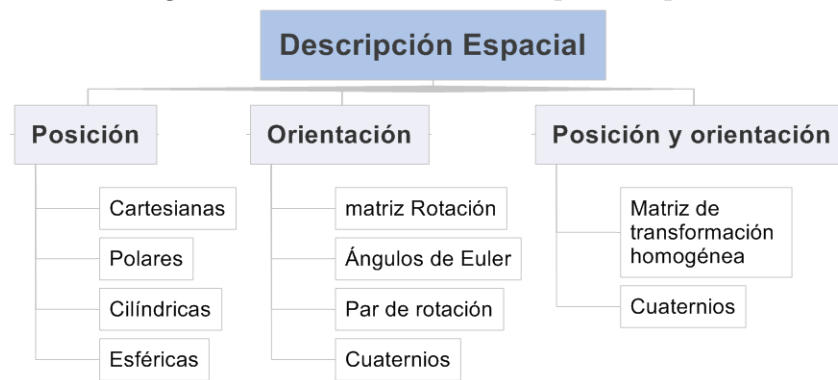 Descripción Espacial
Posición
Orientación
Posición y orientación
Cartesianas
Polares
Cilíndricas
Esféricas
matriz Rotación
Ángulos de Euler
Par de rotación
Cuaternios
Matriz de
transformación
homogénea
Cuaternios